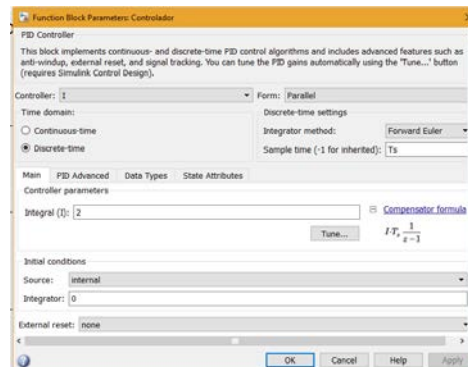 Function Block Parameters: Controlador
PID Controller
This block implements continuous- and discrete-time PID control algorithms and includes advanced features such as
anti-windup, external reset, and signal tracking. You can tune the PID gains automatically using the 'Tune...' button
(requires Simulink Control Design).
Controller: I Form: Parallel
Time domain: Discrete-time settings
Continuous-time Integrator method: Forward Euler
Discrete-time Sample time (-1 for inherited): Ts
Main PID Advanced Data Types State Attributes
Controller parameters
Integral (I): 2 Compensator formula
Tune... I·Ts 1/(z−1)
Initial conditions
Source: internal
Integrator: 0
External reset: none
OK Cancel Help Apply